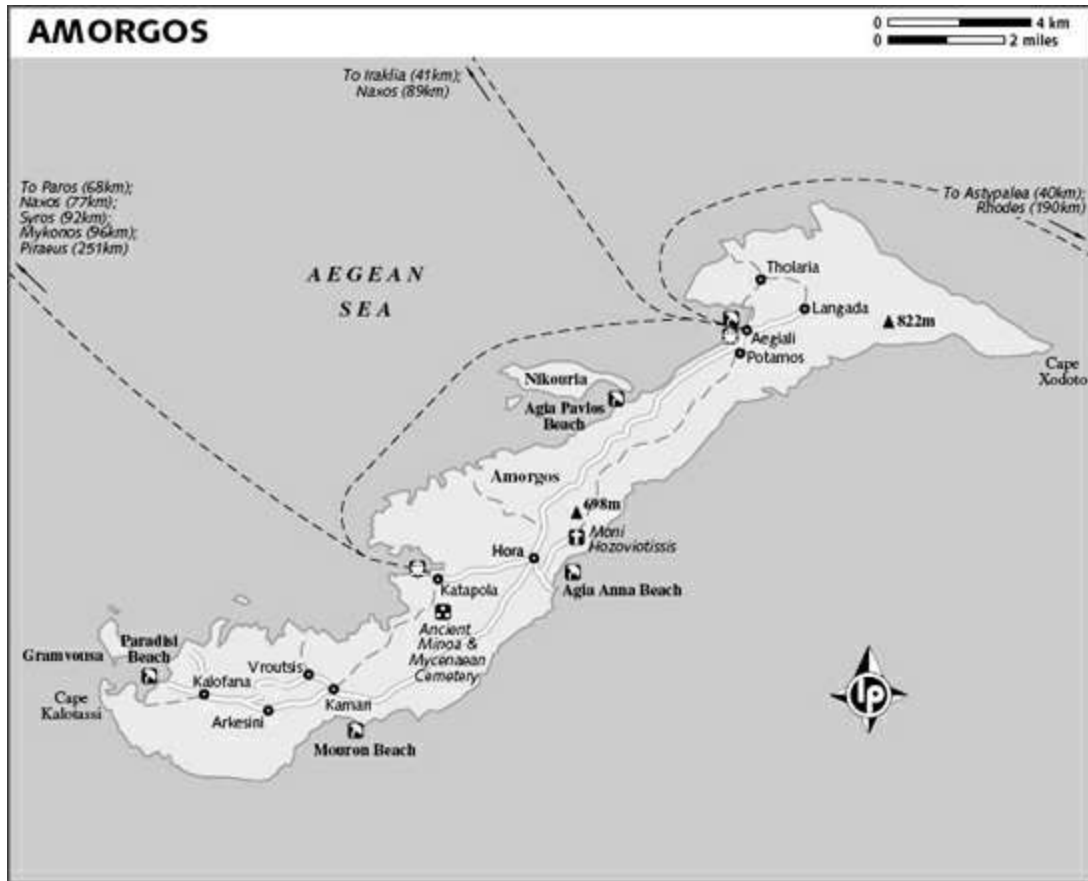 AMORGOS
0 4 km
0 2 miles
To Iraklia (41km);
Naxos (89km)
To Paros (68km);
Naxos (77km);
Syros (92km);
Mykonos (96km);
Piraeus (251km)
To Astypalea (40km);
Rhodes (190km)
AEGEAN
SEA
Tholaria
Langada
822m
Aegiali
Potamos
Cape
Xodoto
Nikouria
Agia Pavlos
Beach
Amorgos
698m
Moni
Hozoviotissis
Hora
Katapola
Agia Anna Beach
Ancient
Minoa &
Mycenaean
Cemetery
Gramvousa
Paradisi
Beach
Vroutsis
Kalofana
Kamari
Cape
Kalotassi
Arkesini
Mouron Beach
lp